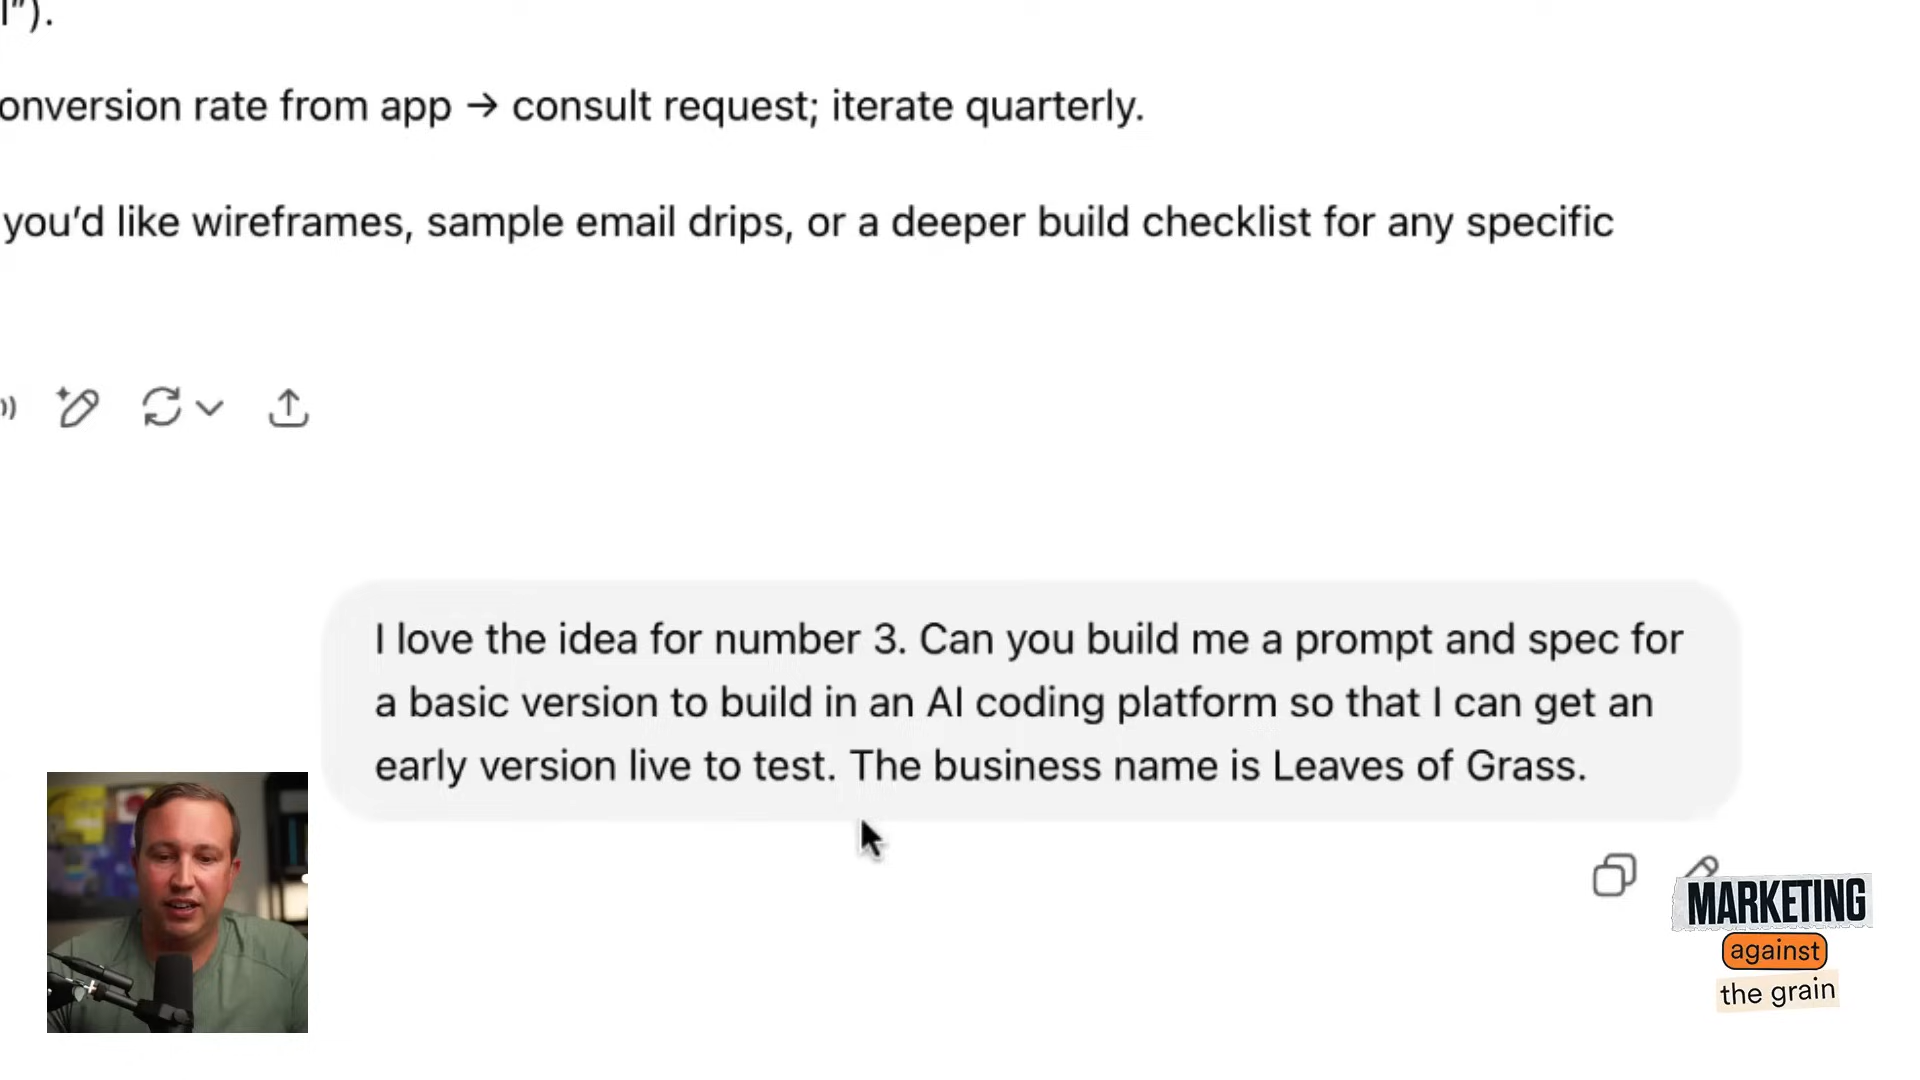 l”).
onversion rate from app → consult request; iterate quarterly.
you’d like wireframes, sample email drips, or a deeper build checklist for any specific
I love the idea for number 3. Can you build me a prompt and spec for
a basic version to build in an AI coding platform so that I can get an
early version live to test. The business name is Leaves of Grass.
MARKETING
against
the grain